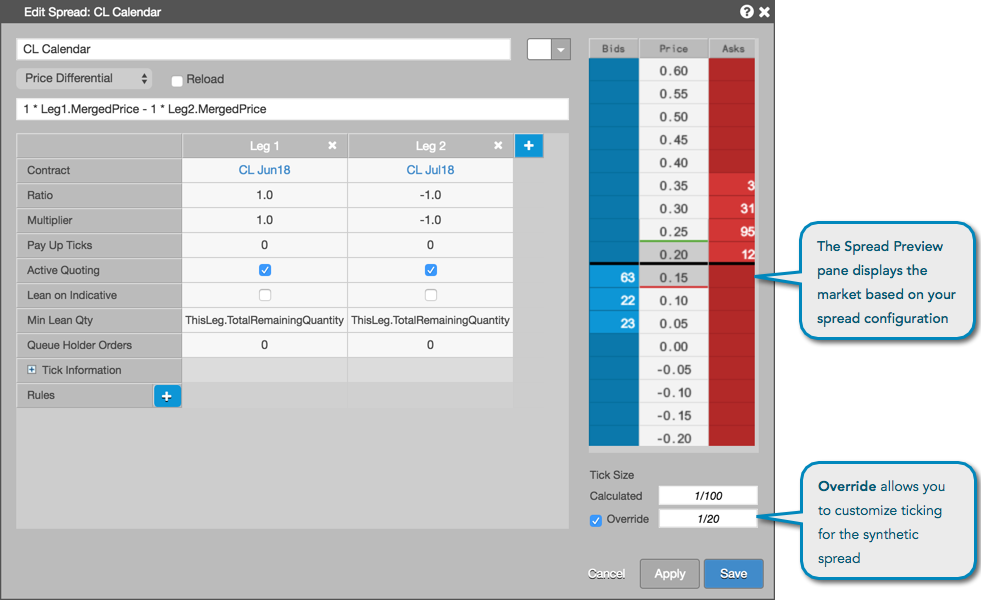 Edit Spread: CL Calendar
?
CL Calendar
Price Differential
Reload
1 * Leg1.MergedPrice - 1 * Leg2.MergedPrice
Leg 1 Leg 2
Contract CL Jun18 CL Jul18
Ratio 1.0 -1.0
Multiplier 1.0 -1.0
Pay Up Ticks 0 0
Active Quoting
Lean on Indicative
Min Lean Qty ThisLeg.TotalRemainingQuantity ThisLeg.TotalRemainingQuantity
Queue Holder Orders 0 0
Tick Information
Rules
Bids Price Asks
0.60
0.55
0.50
0.45
0.40
0.35 3
0.30 31
0.25 95
0.20 12
63 0.15
22 0.10
23 0.05
0.00
-0.05
-0.10
-0.15
-0.20
Tick Size
Calculated 1/100
Override 1/20
Cancel Apply Save
The Spread Preview
pane displays the
market based on your
spread configuration
Override allows you
to customize ticking
for the synthetic
spread